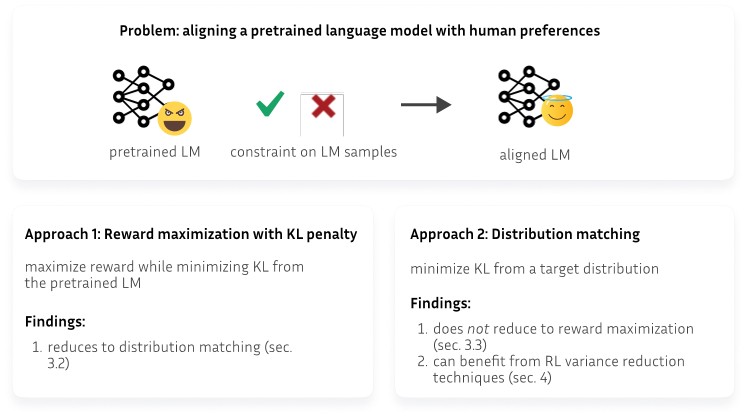 Problem: aligning a pretrained language model with human preferences
pretrained LM
constraint on LM samples
aligned LM
Approach 1: Reward maximization with KL penalty
maximize reward while minimizing KL from
the pretrained LM
Findings:
1. reduces to distribution matching (sec.
3.2)
Approach 2: Distribution matching
minimize KL from a target distribution
Findings:
1. does not reduce to reward maximization
(sec. 3.3)
2. can benefit from RL variance reduction
techniques (sec. 4)